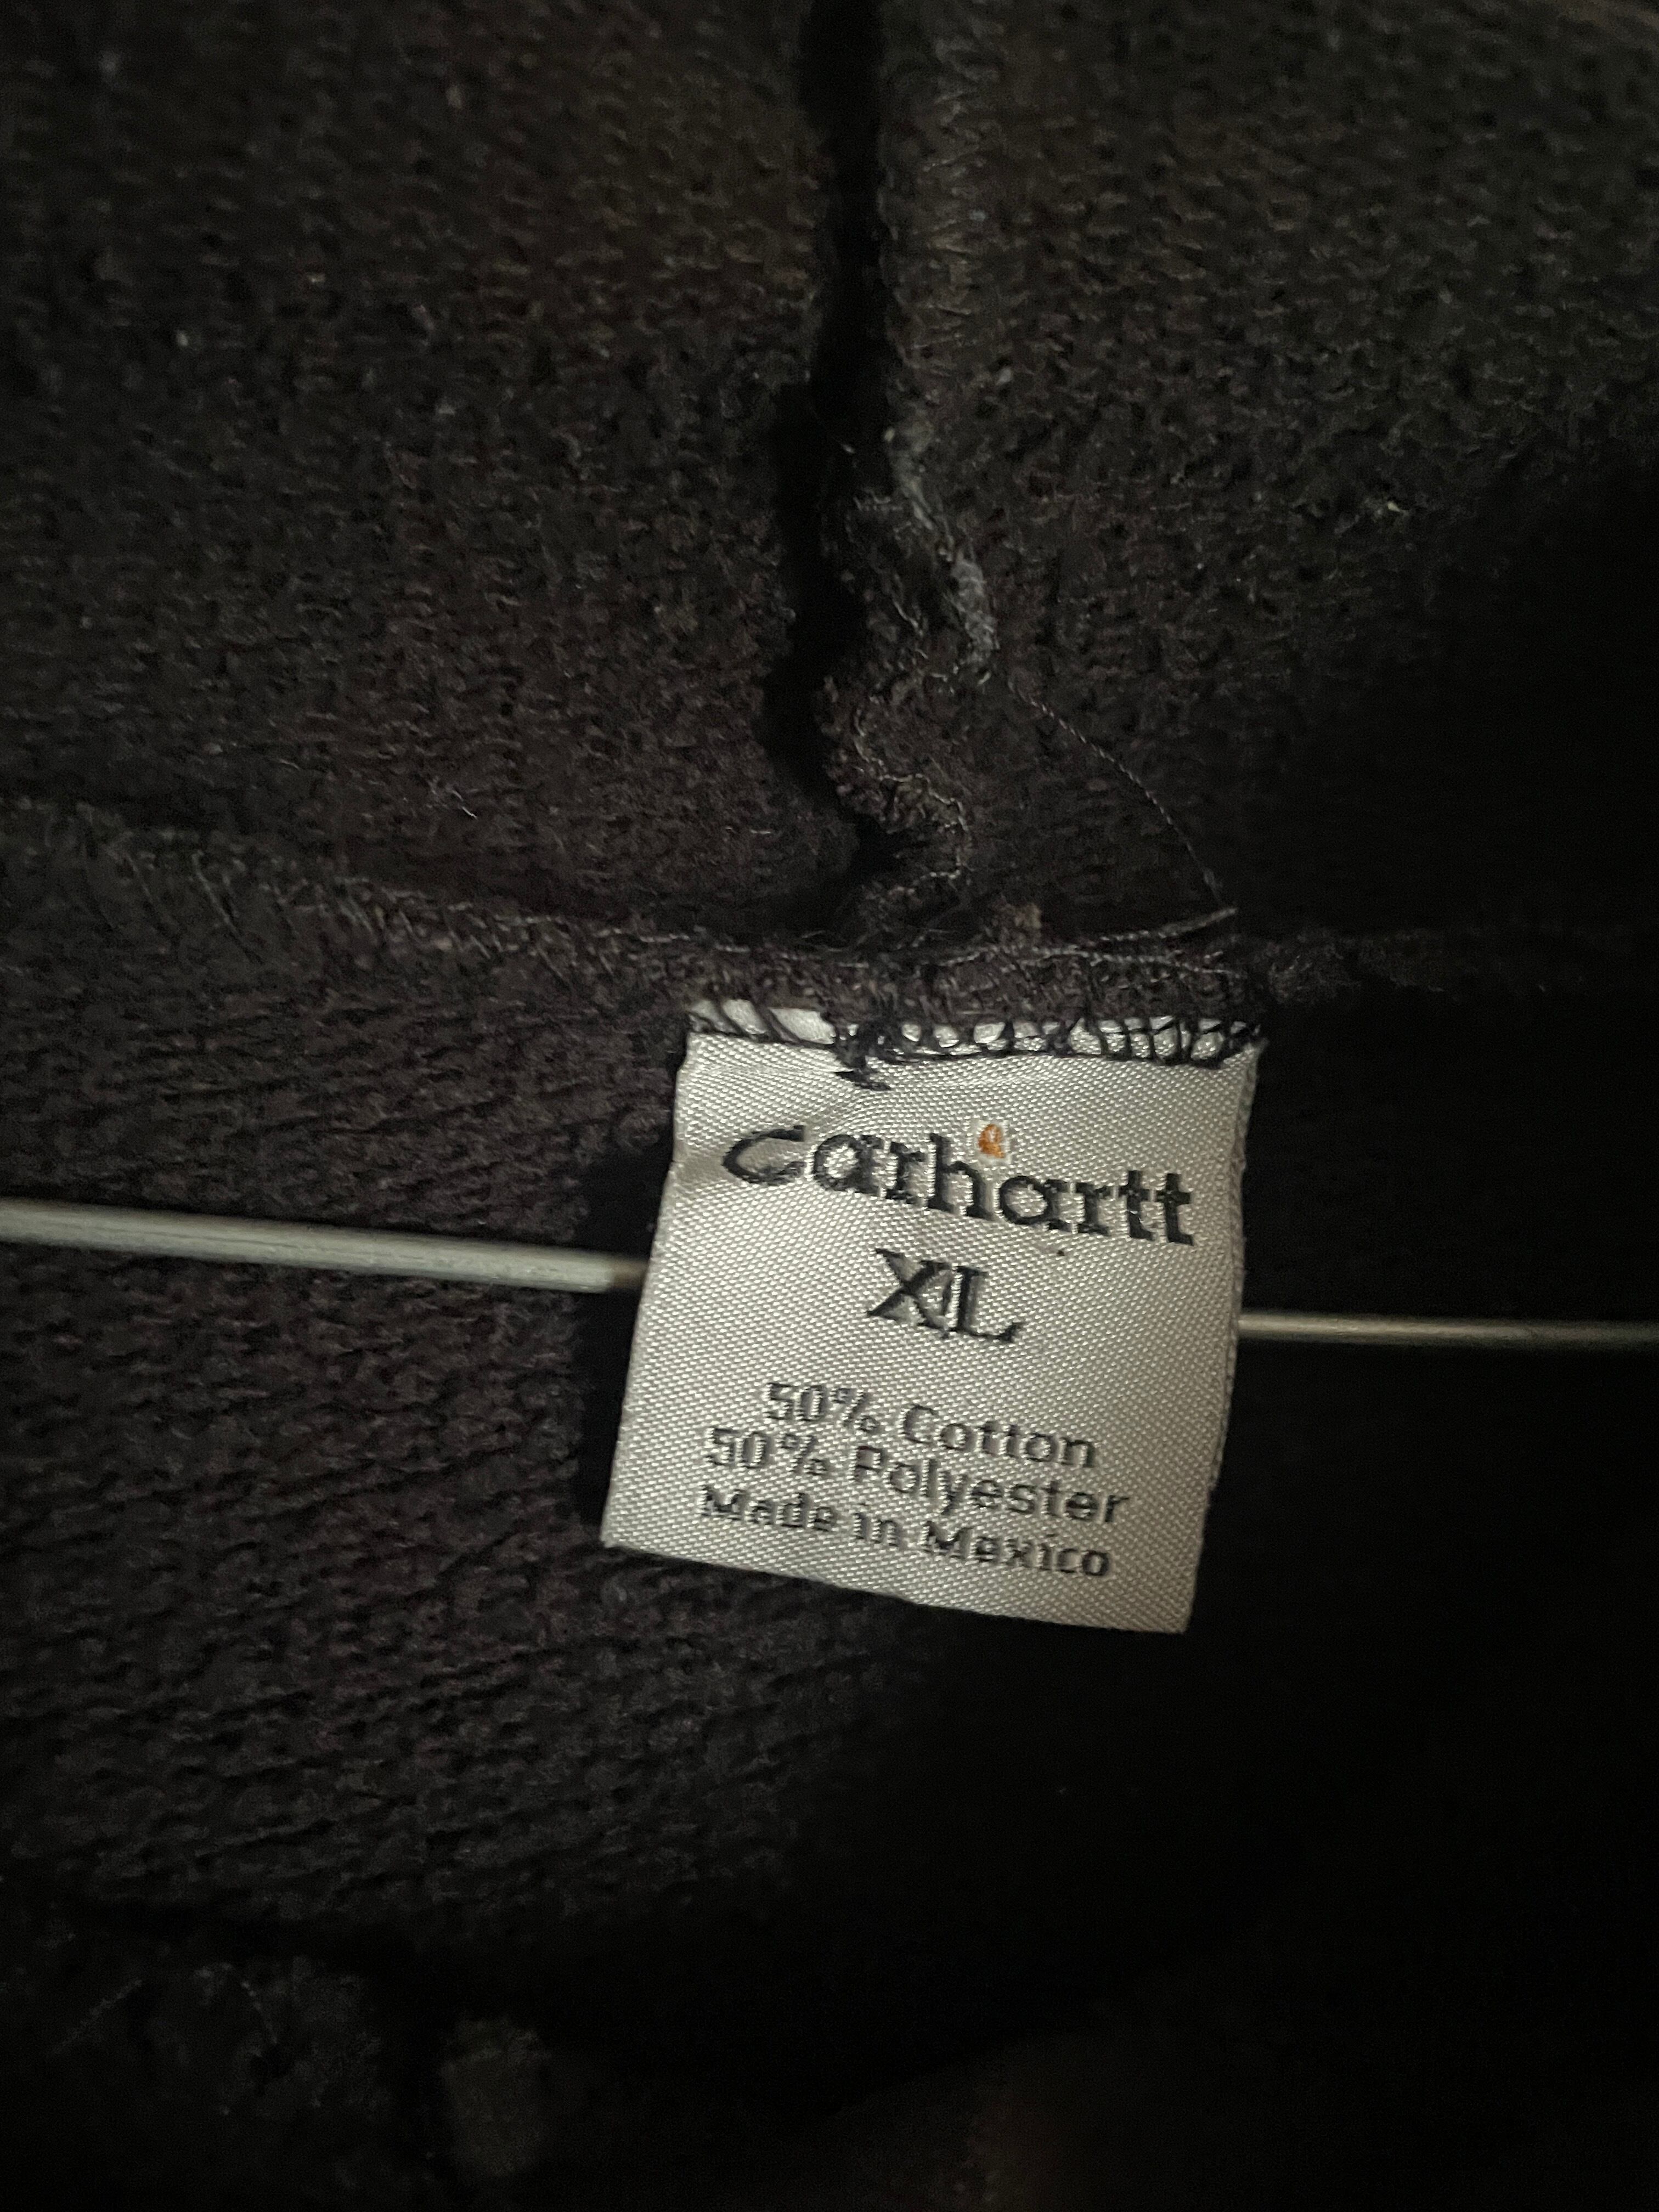 carhartt
XL
50% Cotton
50% Polyester
Made in Mexico